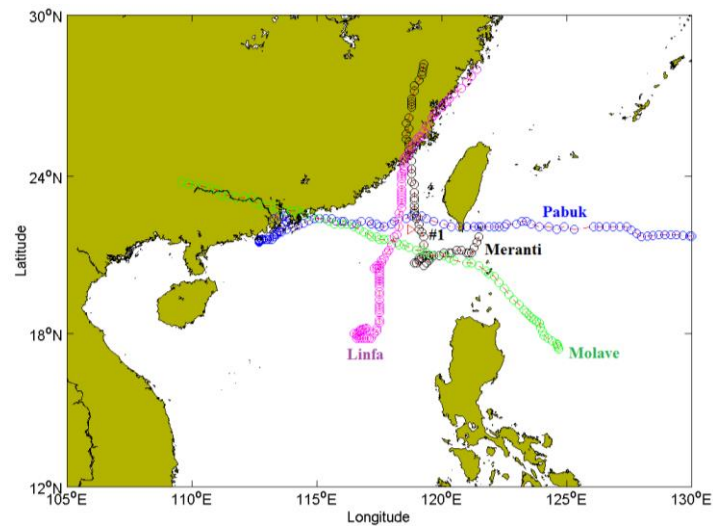 30°N
24°N
18°N
12°N
Latitude
Pabuk
#1
Meranti
Linfa
Molave
105°E
110°E
115°E
120°E
125°E
130°E
Longitude